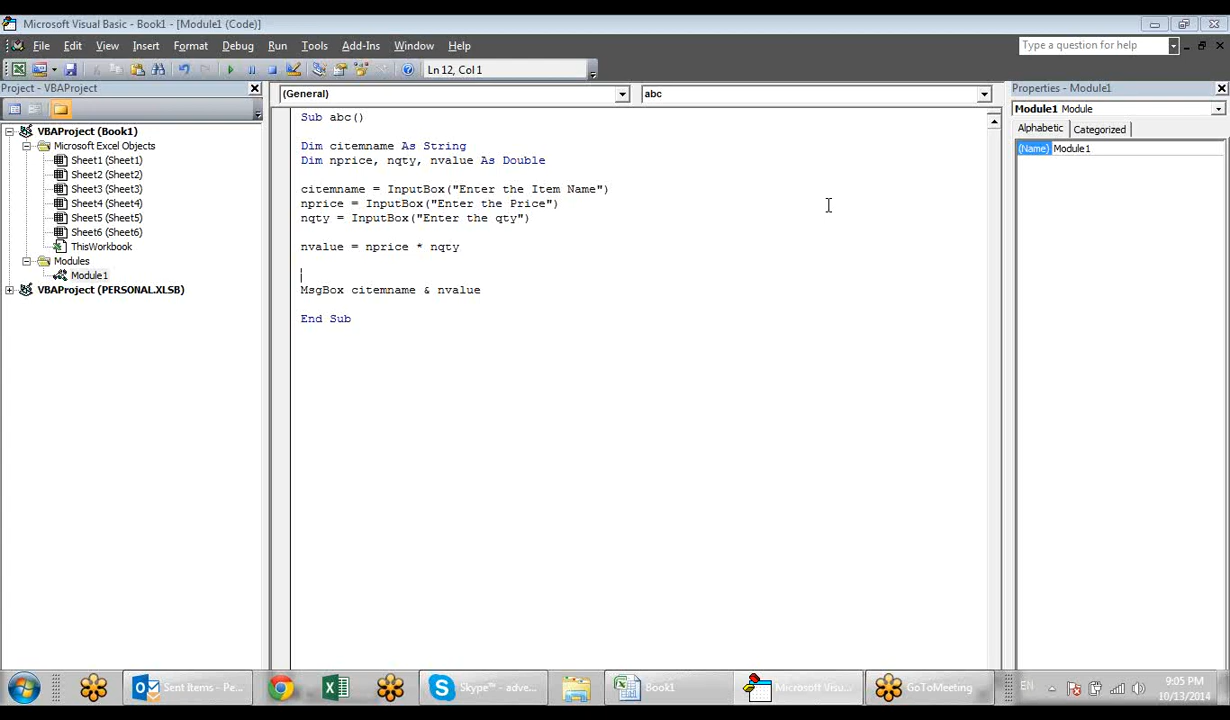 Microsoft Visual Basic - Book1 - [Module1 (Code)]
File Edit View Insert Format Debug Run Tools Add-Ins Window Help
Type a question for help
Ln 12, Col 1
Project - VBAProject
(General)
abc
Properties - Module1
Module1 Module
Alphabetic
Categorized
(Name) Module1
VBAProject (Book1)
Microsoft Excel Objects
Sheet1 (Sheet1)
Sheet2 (Sheet2)
Sheet3 (Sheet3)
Sheet4 (Sheet4)
Sheet5 (Sheet5)
Sheet6 (Sheet6)
ThisWorkbook
Modules
Module1
VBAProject (PERSONAL.XLSB)
Sub abc()
Dim citemname As String
Dim nprice, nqty, nvalue As Double
citemname = InputBox("Enter the Item Name")
nprice = InputBox("Enter the Price")
nqty = InputBox("Enter the qty")
nvalue = nprice * nqty
MsgBox citemname & nvalue
End Sub
Sent Items - Pe...
Skype™ - adve...
Book1
Microsoft Visu...
GoToMeeting
EN
9:05 PM
10/13/2014